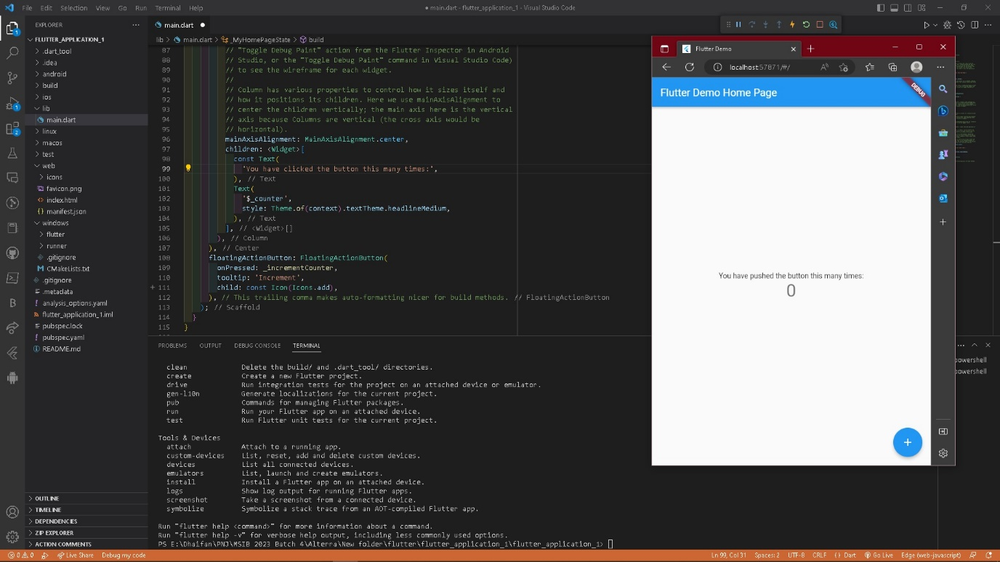 File Edit Selection View Go Run Terminal Help
● main.dart - flutter_application_1 - Visual Studio Code
EXPLORER
FLUTTER_APPLICATION_1
.dart_tool
.idea
android
build
ios
lib
main.dart
linux
macos
test
web
icons
favicon.png
index.html
manifest.json
windows
flutter
runner
.gitignore
CMakeLists.txt
.gitignore
.metadata
analysis_options.yaml
flutter_application_1.iml
pubspec.lock
pubspec.yaml
README.md
OUTLINE
TIMELINE
DEPENDENCIES
ZIP EXPLORER
ACTION COMMENTS
main.dart ●
lib > main.dart > _MyHomePageState > build
87 // "Toggle Debug Paint" action from the Flutter Inspector in Android
88 // Studio, or the "Toggle Debug Paint" command in Visual Studio Code)
89 // to see the wireframe for each widget.
90 //
91 // Column has various properties to control how it sizes itself and
92 // how it positions its children. Here we use mainAxisAlignment to
93 // center the children vertically; the main axis here is the vertical
94 // axis because Columns are vertical (the cross axis would be
95 // horizontal).
96 mainAxisAlignment: MainAxisAlignment.center,
97 children: <Widget>[
98 const Text(
99 'You have clicked the button this many times:',
100 ), // Text
101 Text(
102 '$_counter',
103 style: Theme.of(context).textTheme.headlineMedium,
104 ), // Text
105 ], // <Widget>[]
106 ), // Column
107 ), // Center
108 floatingActionButton: FloatingActionButton(
109 onPressed: _incrementCounter,
110 tooltip: 'Increment',
111 child: const Icon(Icons.add),
112 ), // This trailing comma makes auto-formatting nicer for build methods. // FloatingActionButton
113 ); // Scaffold
114 }
115 }
PROBLEMS OUTPUT DEBUG CONSOLE TERMINAL
clean Delete the build/ and .dart_tool/ directories.
create Create a new Flutter project.
drive Run integration tests for the project on an attached device or emulator.
gen-l10n Generate localizations for the current project.
pub Commands for managing Flutter packages.
run Run your Flutter app on an attached device.
test Run Flutter unit tests for the current project.
Tools & Devices
attach Attach to a running app.
custom-devices List, reset, add and delete custom devices.
devices List all connected devices.
emulators List, launch and create emulators.
install Install a Flutter app on an attached device.
logs Show log output for running Flutter apps.
screenshot Take a screenshot from a connected device.
symbolize Symbolize a stack trace from an AOT-compiled Flutter app.
Run "flutter help <command>" for more information about a command.
Run "flutter help -v" for verbose help output, including less commonly used options.
PS E:\Dhaifan\PNJ\MSIB 2023 Batch 4\Alterra\New folder\flutter\flutter_application_1\flutter_application_1>
powershell
powershell
Flutter Demo
localhost:57871/#/
Flutter Demo Home Page
DEBUG
You have pushed the button this many times:
0
+
0 0 Live Share Debug my code
Ln 99, Col 31 Spaces: 2 UTF-8 CRLF {} Dart Go Live Edge (web-javascript)